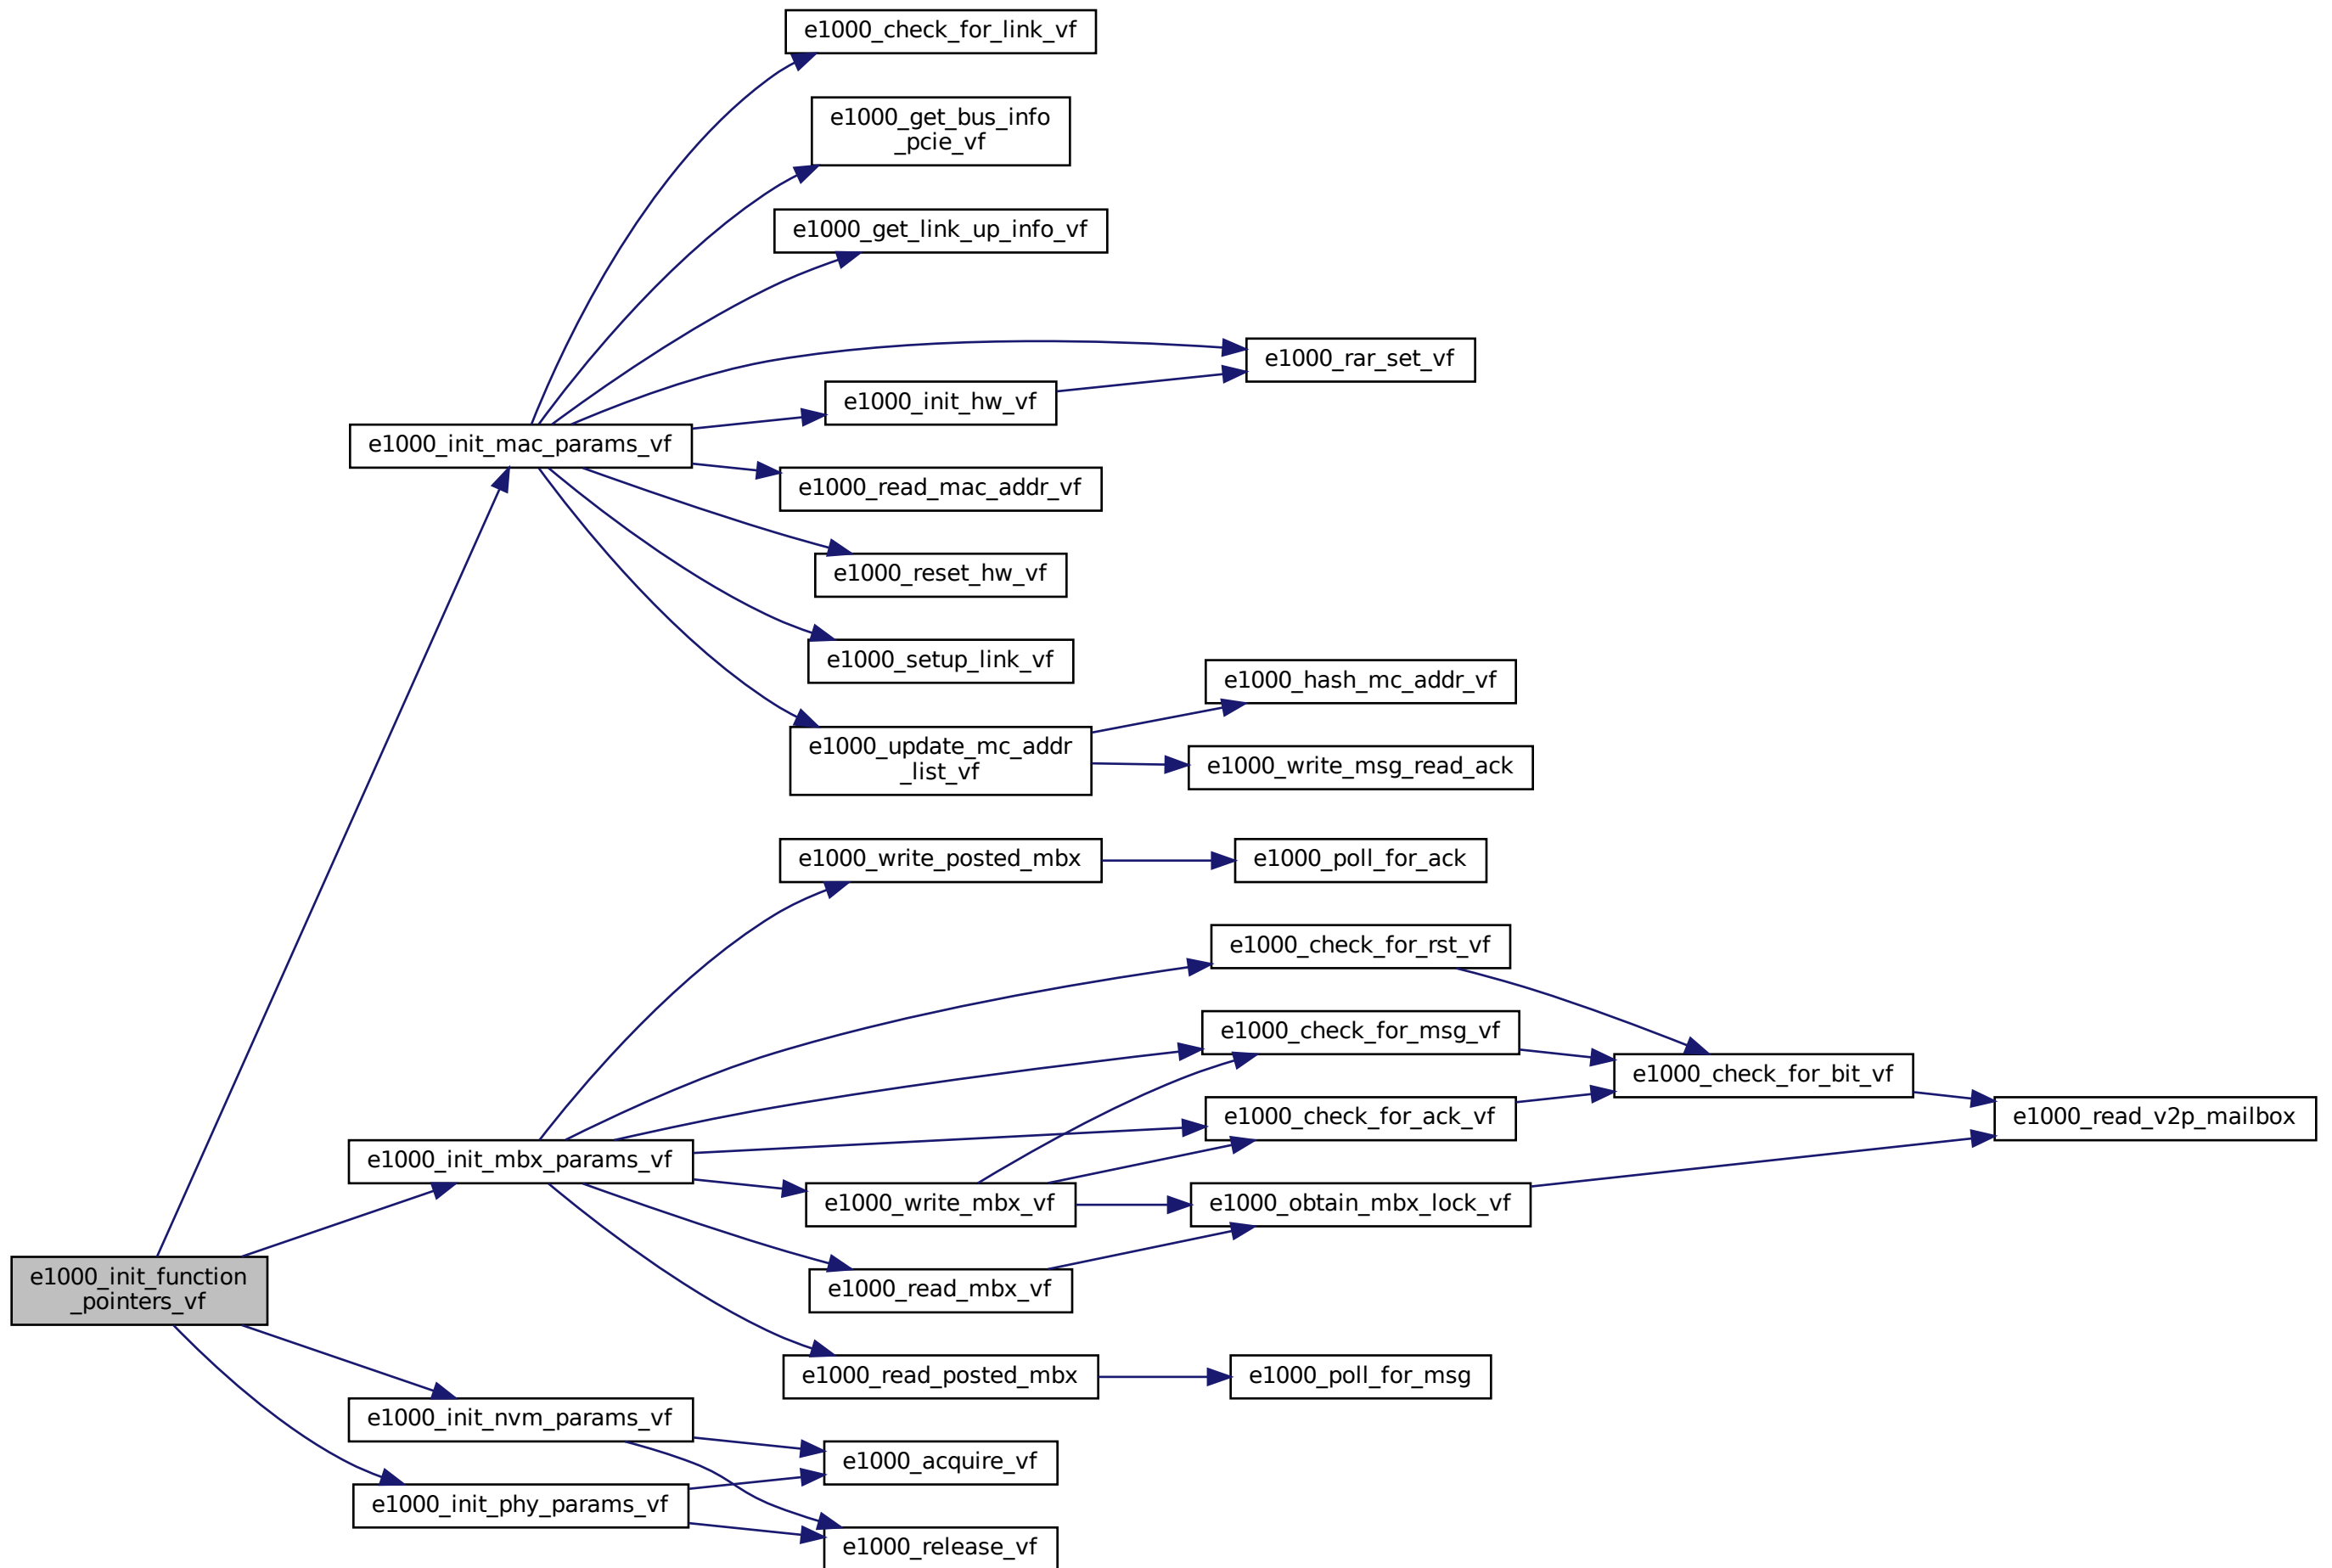 e1000_check_for_link_vf
e1000_get_bus_info
_pcie_vf
e1000_get_link_up_info_vf
e1000_rar_set_vf
e1000_init_hw_vf
e1000_init_mac_params_vf
e1000_read_mac_addr_vf
e1000_reset_hw_vf
e1000_setup_link_vf
e1000_hash_mc_addr_vf
e1000_update_mc_addr
_list_vf
e1000_write_msg_read_ack
e1000_write_posted_mbx
e1000_poll_for_ack
e1000_check_for_rst_vf
e1000_check_for_msg_vf
e1000_check_for_bit_vf
e1000_check_for_ack_vf
e1000_read_v2p_mailbox
e1000_init_mbx_params_vf
e1000_write_mbx_vf
e1000_obtain_mbx_lock_vf
e1000_init_function
_pointers_vf
e1000_read_mbx_vf
e1000_read_posted_mbx
e1000_poll_for_msg
e1000_init_nvm_params_vf
e1000_acquire_vf
e1000_init_phy_params_vf
e1000_release_vf